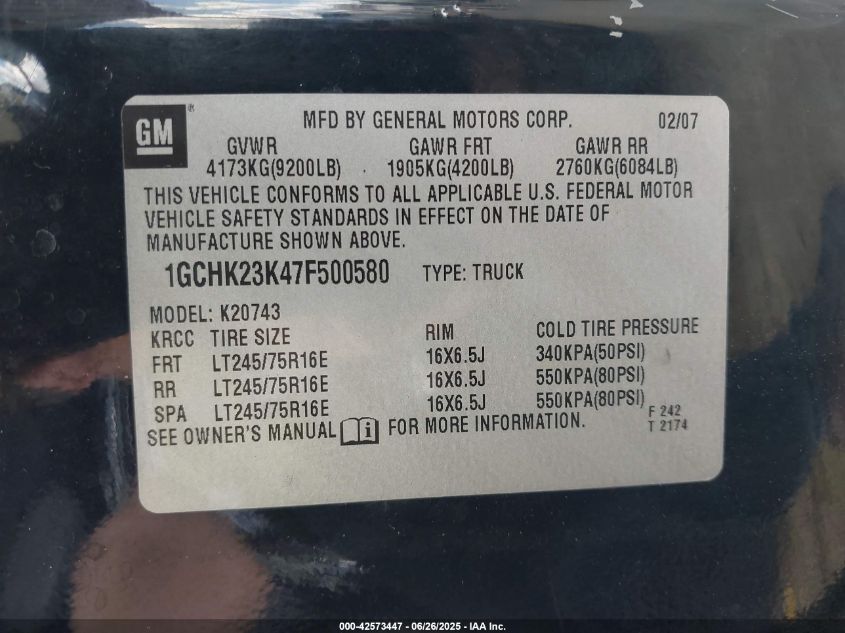 GM
®
MFD BY GENERAL MOTORS CORP. 02/07
GVWR GAWR FRT GAWR RR
4173KG(9200LB) 1905KG(4200LB) 2760KG(6084LB)
THIS VEHICLE CONFORMS TO ALL APPLICABLE U.S. FEDERAL MOTOR
VEHICLE SAFETY STANDARDS IN EFFECT ON THE DATE OF
MANUFACTURE SHOWN ABOVE.
1GCHK23K47F500580 TYPE: TRUCK
MODEL: K20743
KRCC TIRE SIZE RIM COLD TIRE PRESSURE
FRT LT245/75R16E 16X6.5J 340KPA(50PSI)
RR LT245/75R16E 16X6.5J 550KPA(80PSI)
SPA LT245/75R16E 16X6.5J 550KPA(80PSI)
SEE OWNER'S MANUAL i FOR MORE INFORMATION.
F 242
T 2174
000-42573447 - 06/26/2025 - IAA Inc.